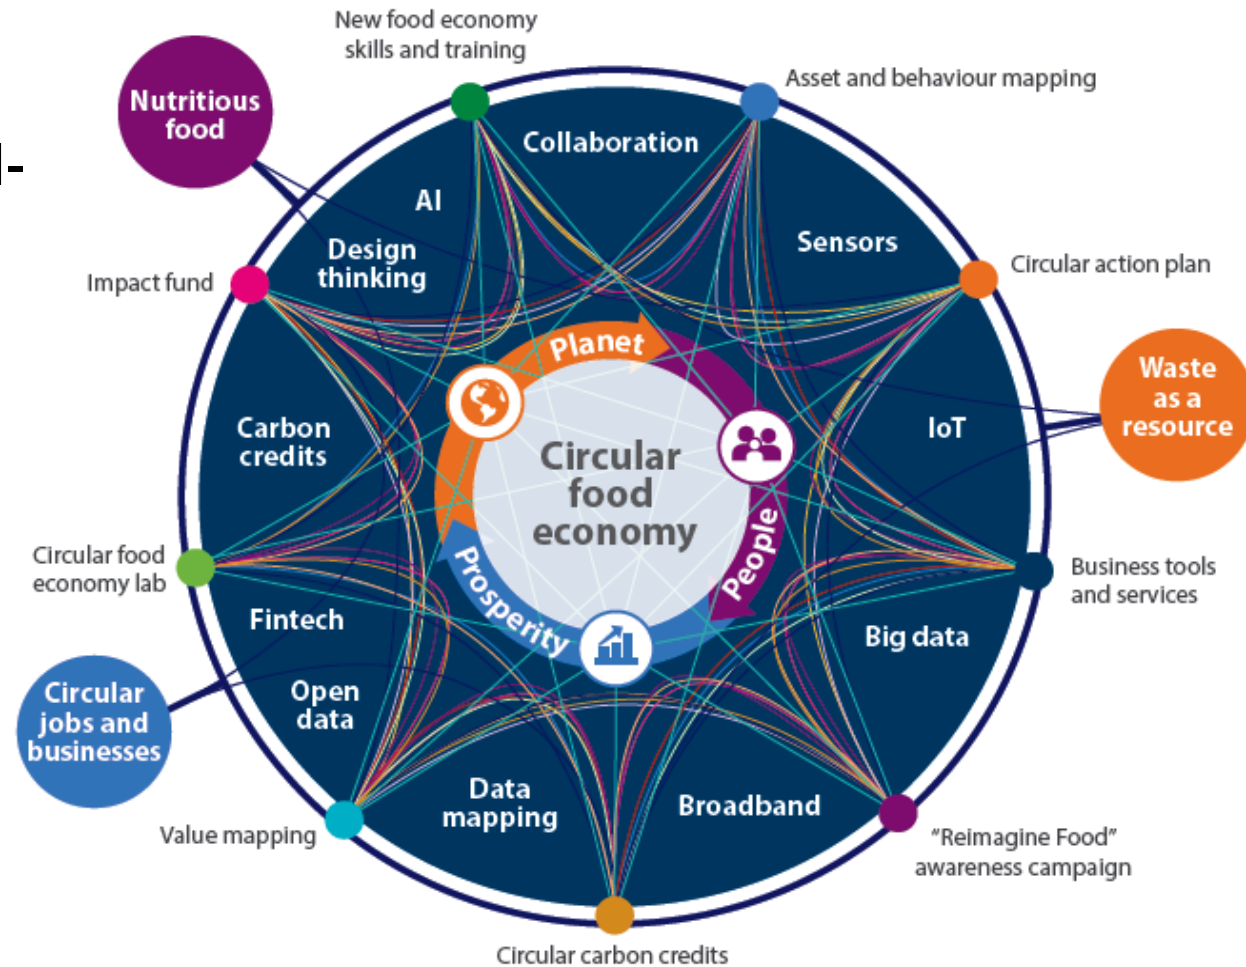 New food economy
skills and training
Asset and behaviour mapping
Nutritious
food
Collaboration
AI
Design
thinking
Sensors
Impact fund
Circular action plan
Planet
Waste
as a
resource
Carbon
credits
IoT
Circular
food
economy
People
Prosperity
Circular food
economy lab
Business tools
and services
Fintech
Big data
Open
data
Circular
jobs and
businesses
Data
mapping
Broadband
Value mapping
“Reimagine Food”
awareness campaign
Circular carbon credits